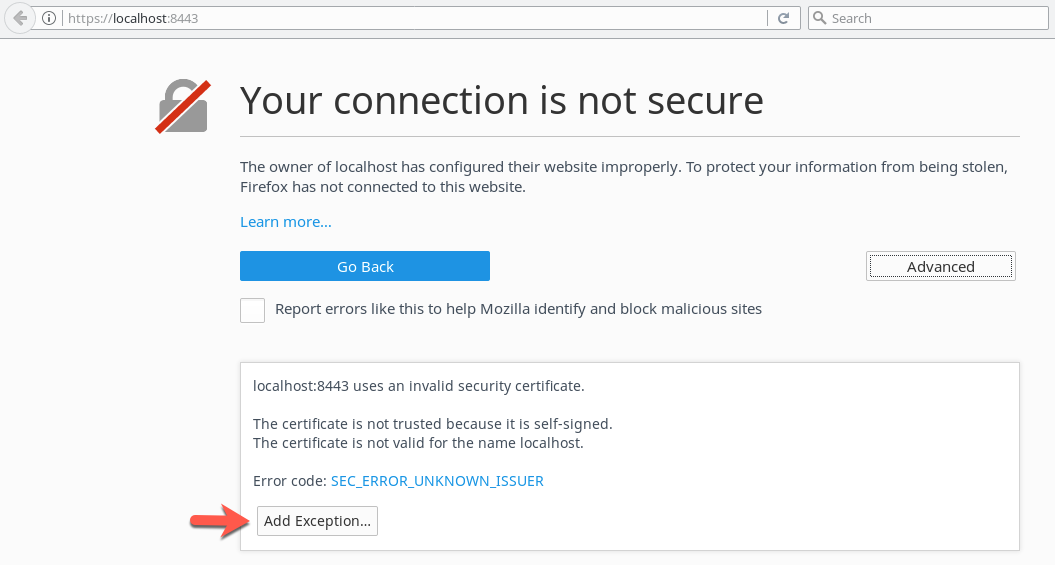 https://localhost:8443
Search
Your connection is not secure
The owner of localhost has configured their website improperly. To protect your information from being stolen,
Firefox has not connected to this website.
Learn more...
Go Back
Advanced
Report errors like this to help Mozilla identify and block malicious sites
localhost:8443 uses an invalid security certificate.
The certificate is not trusted because it is self-signed.
The certificate is not valid for the name localhost.
Error code: SEC_ERROR_UNKNOWN_ISSUER
Add Exception...